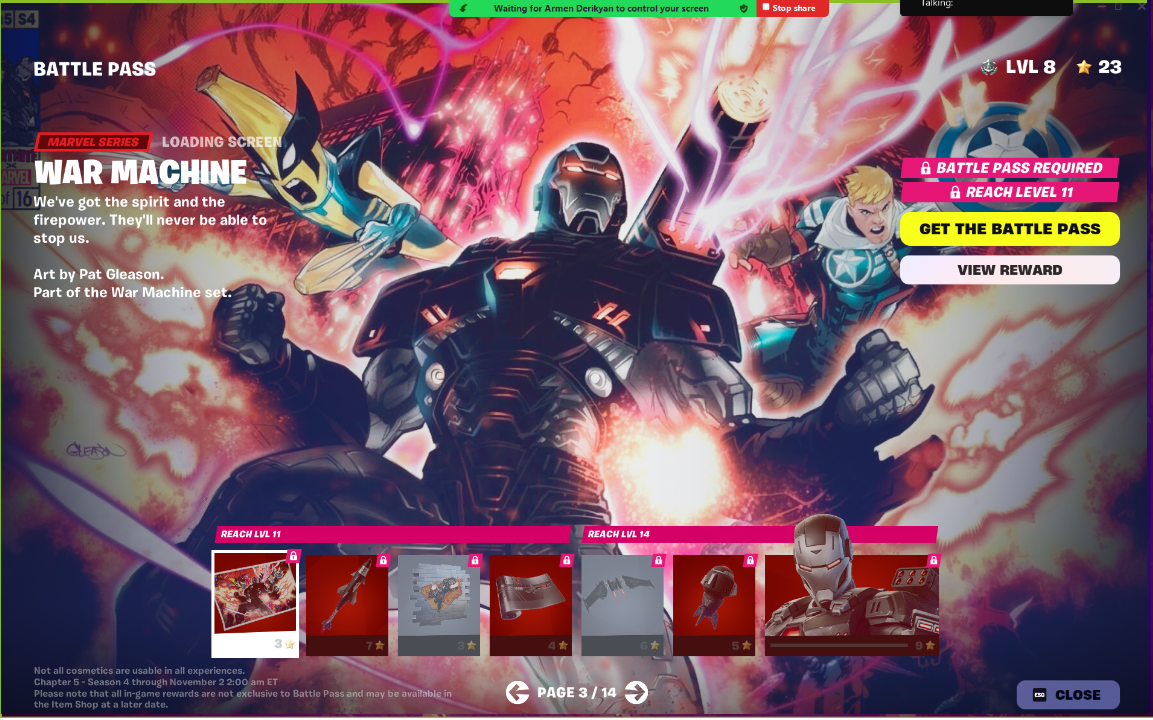 Waiting for Armen Derikyan to control your screen
Stop share
Talking:
S4
BATTLE PASS
LVL 8
23
MARVEL SERIES
LOADING SCREEN
WAR MACHINE
We've got the spirit and the
firepower. They'll never be able to
stop us.
Art by Pat Gleason.
Part of the War Machine set.
MARVEL
of 16
BATTLE PASS REQUIRED
REACH LEVEL 11
GET THE BATTLE PASS
VIEW REWARD
GLEASON
REACH LVL 11
REACH LVL 14
3
7
3
4
6
5
9
Not all cosmetics are usable in all experiences.
Chapter 5 - Season 4 through November 2 2:00 am ET
Please note that all in-game rewards are not exclusive to Battle Pass and may be available in
the Item Shop at a later date.
PAGE 3 / 14
ESC
CLOSE